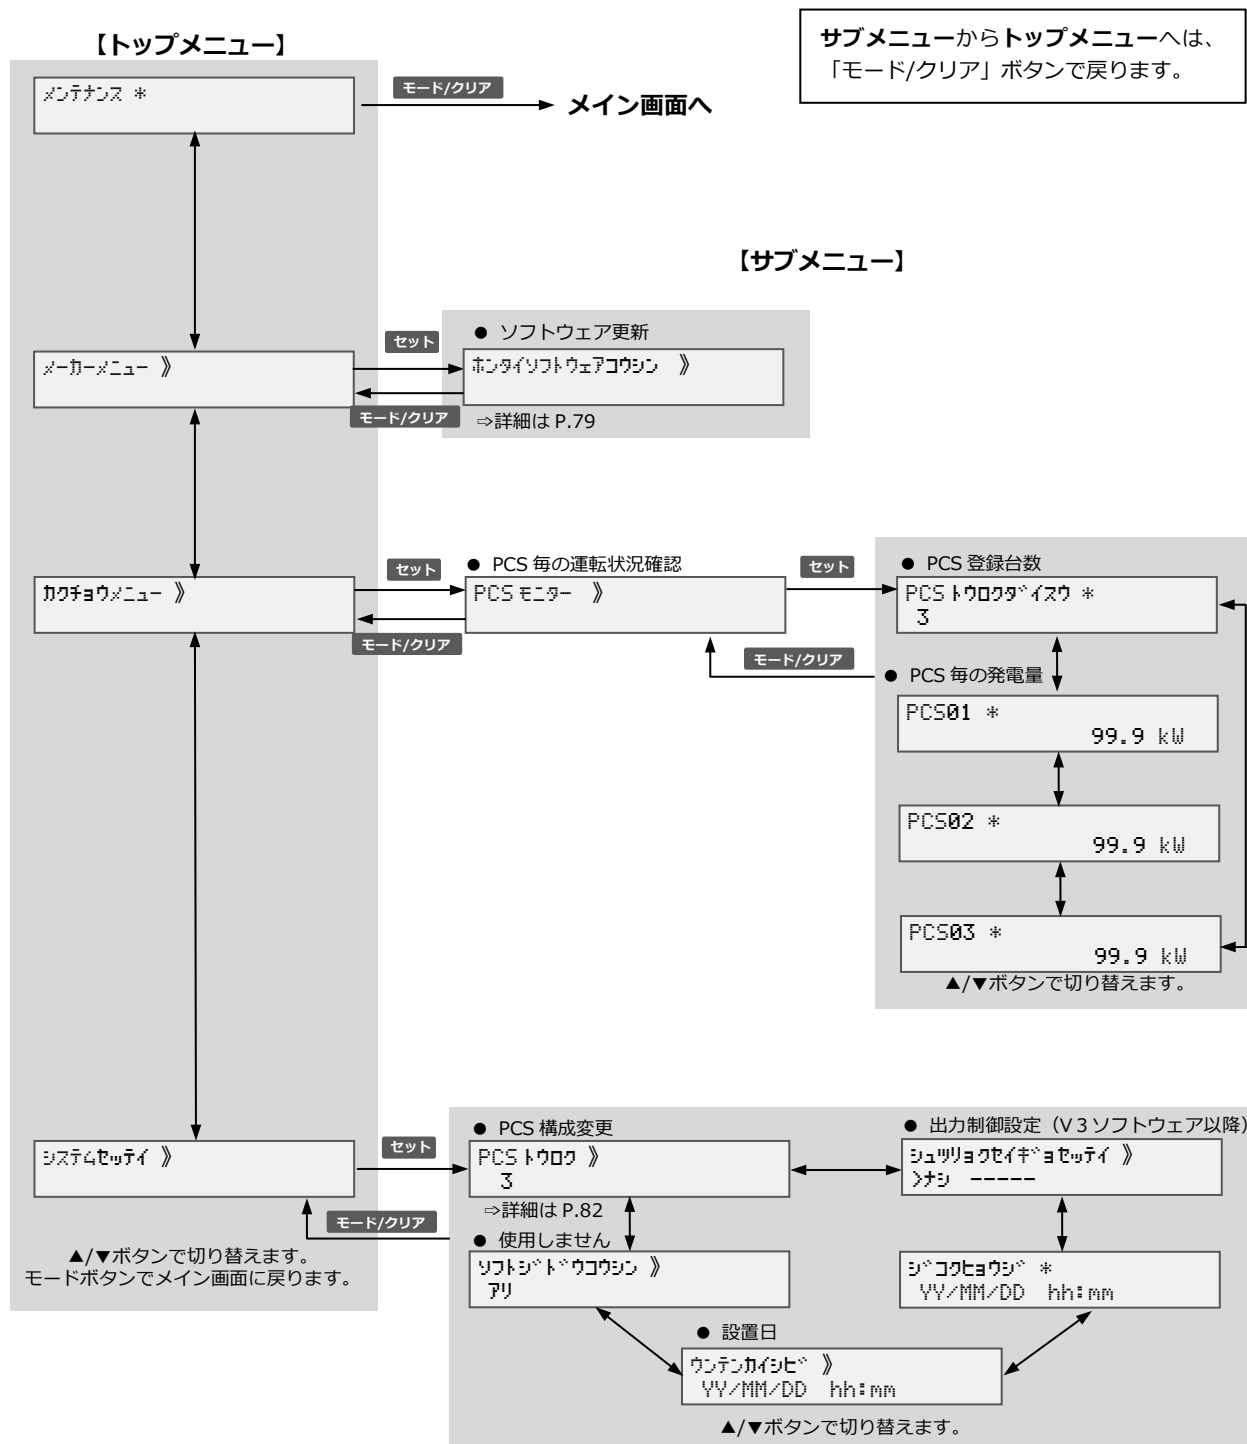 【トップメニュー】
サブメニューからトップメニューへは、
「モード/クリア」ボタンで戻ります。
メンテナンス *
モード/クリア
メイン画面へ
【サブメニュー】
● ソフトウェア更新
セット
メーカーメニュー 》
ホンタイソフトウェアコウシン 》
モード/クリア
⇨詳細は P.79
● PCS 毎の運転状況確認
セット
セット
● PCS 登録台数
カクチョウメニュー 》
PCS モニター 》
PCS トウロクダイスウ *
3
モード/クリア
モード/クリア
● PCS 毎の発電量
PCS01 *
99.9 kW
PCS02 *
99.9 kW
PCS03 *
99.9 kW
▲/▼ボタンで切り替えます。
● PCS 構成変更
● 出力制御設定（V３ソフトウェア以降）
セット
システムセッテイ 》
PCS トウロク 》
3
シュツリョクセイギョセッテイ 》
>ナシ -----
⇨詳細は P.82
モード/クリア
● 使用しません
▲/▼ボタンで切り替えます。
モードボタンでメイン画面に戻ります。
ソフトジドウコウシン 》
アリ
ジコクヒョウジ *
YY/MM/DD hh:mm
● 設置日
ウンテンカイシビ 》
YY/MM/DD hh:mm
▲/▼ボタンで切り替えます。